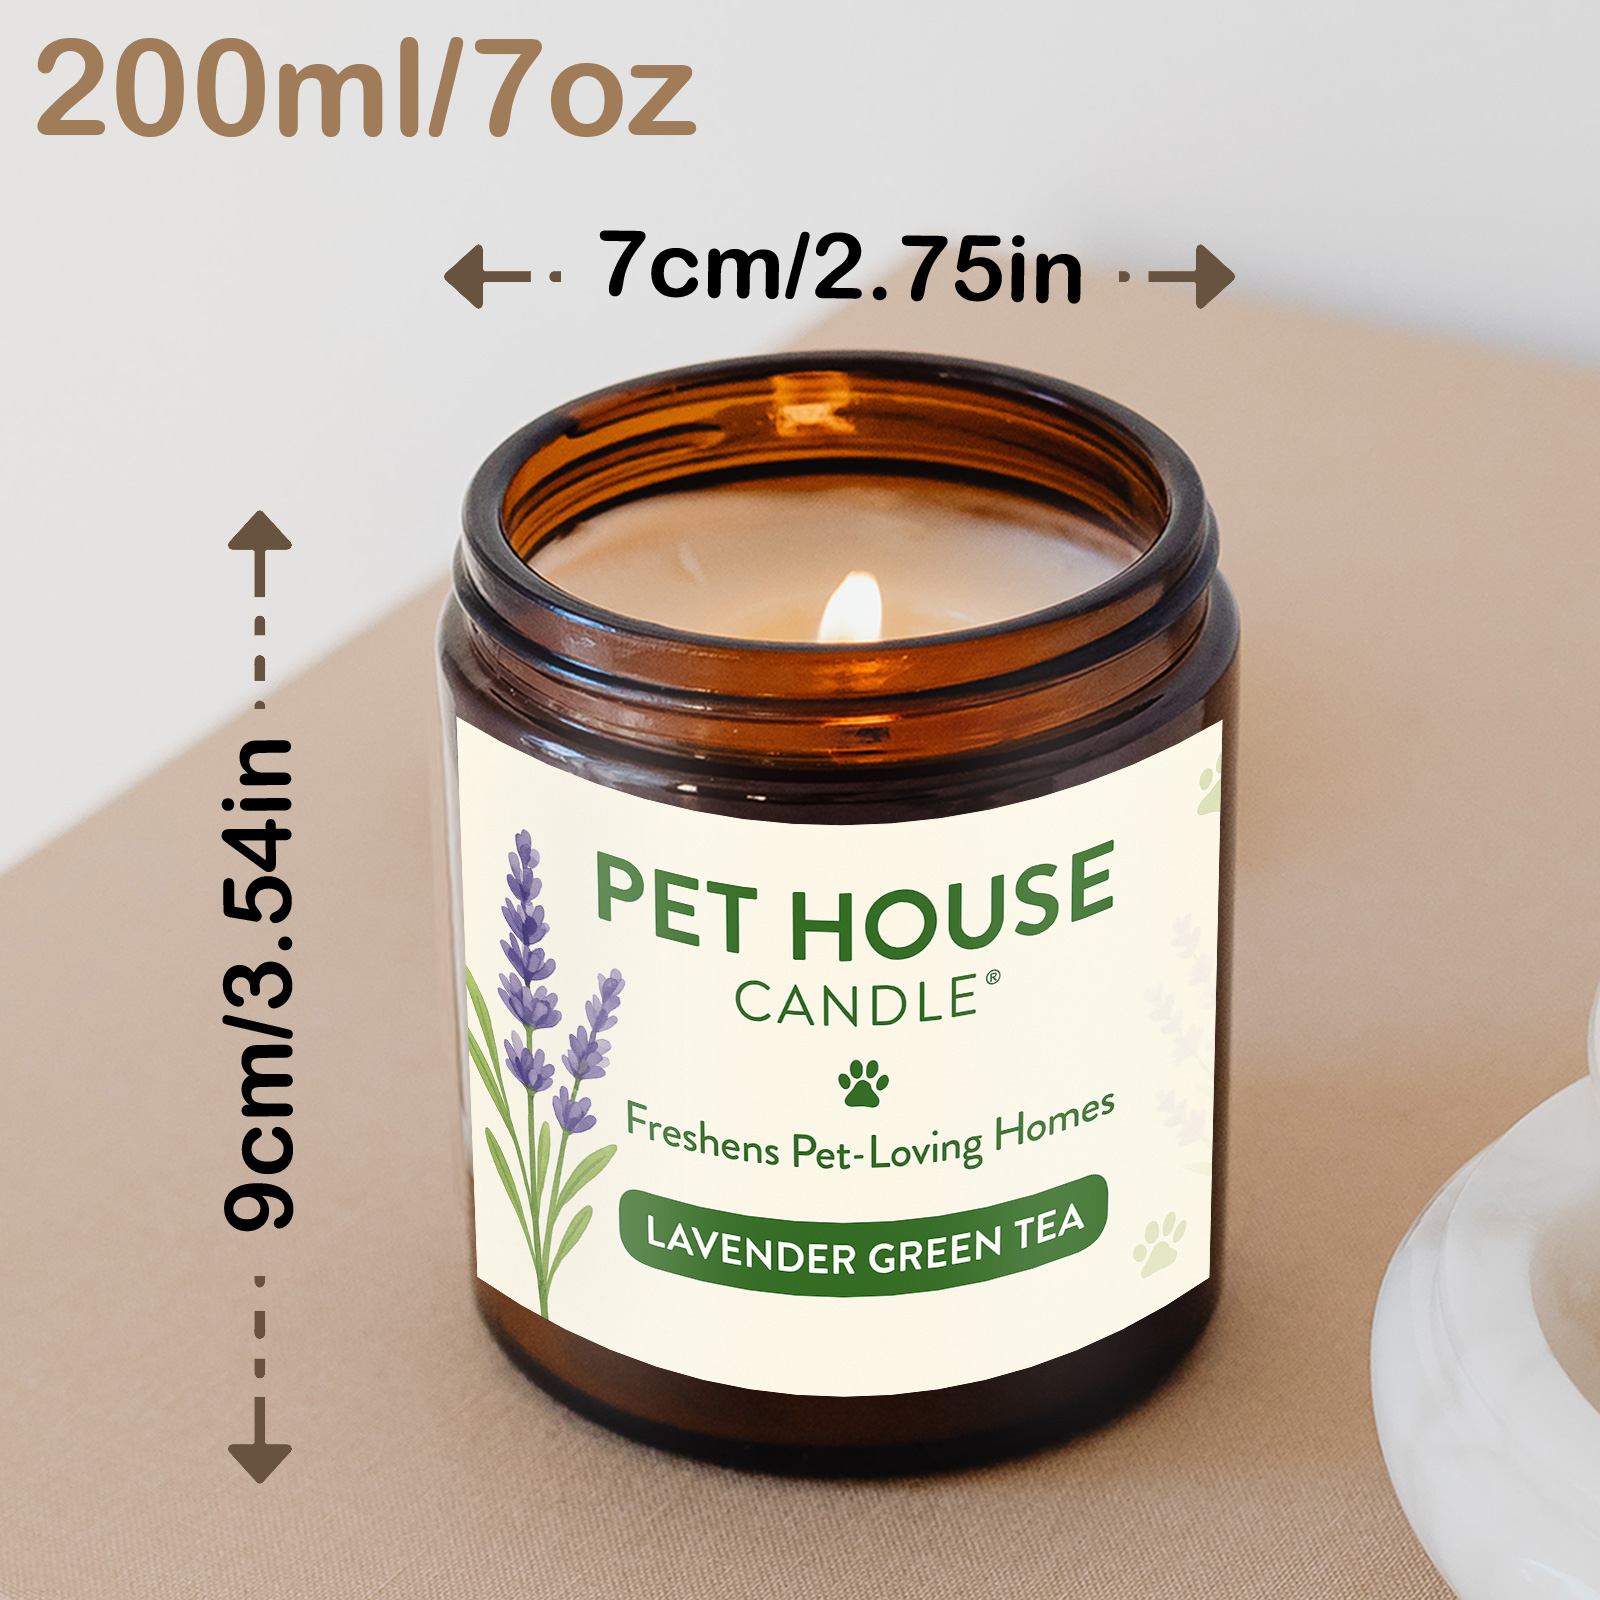 200ml/7oz
7cm/2.75in
9cm/3.54in
PET HOUSE
CANDLE®
Freshens Pet-Loving Homes
LAVENDER GREEN TEA